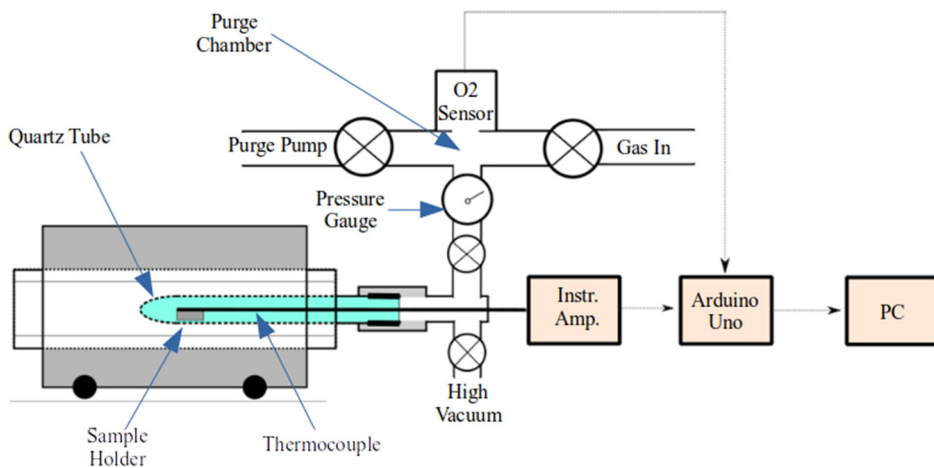 Purge
Chamber
O2
Sensor
Quartz Tube
Purge Pump
Gas In
Pressure
Gauge
Instr.
Amp.
Arduino
Uno
PC
High
Vacuum
Sample
Holder
Thermocouple